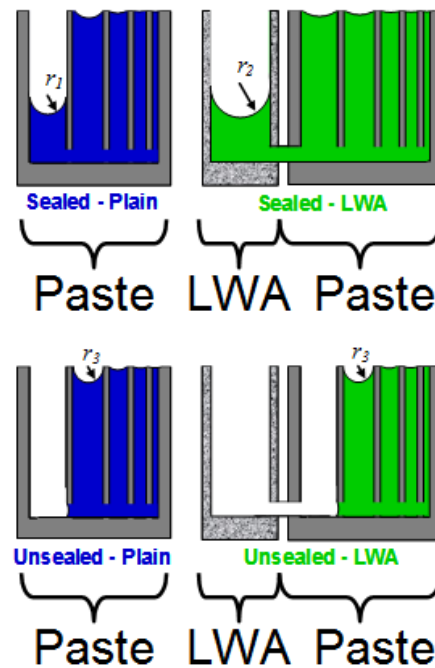 r1
r2
Sealed - Plain
Sealed - LWA
Paste
LWA
Paste
r3
r3
Unsealed - Plain
Unsealed - LWA
Paste
LWA
Paste